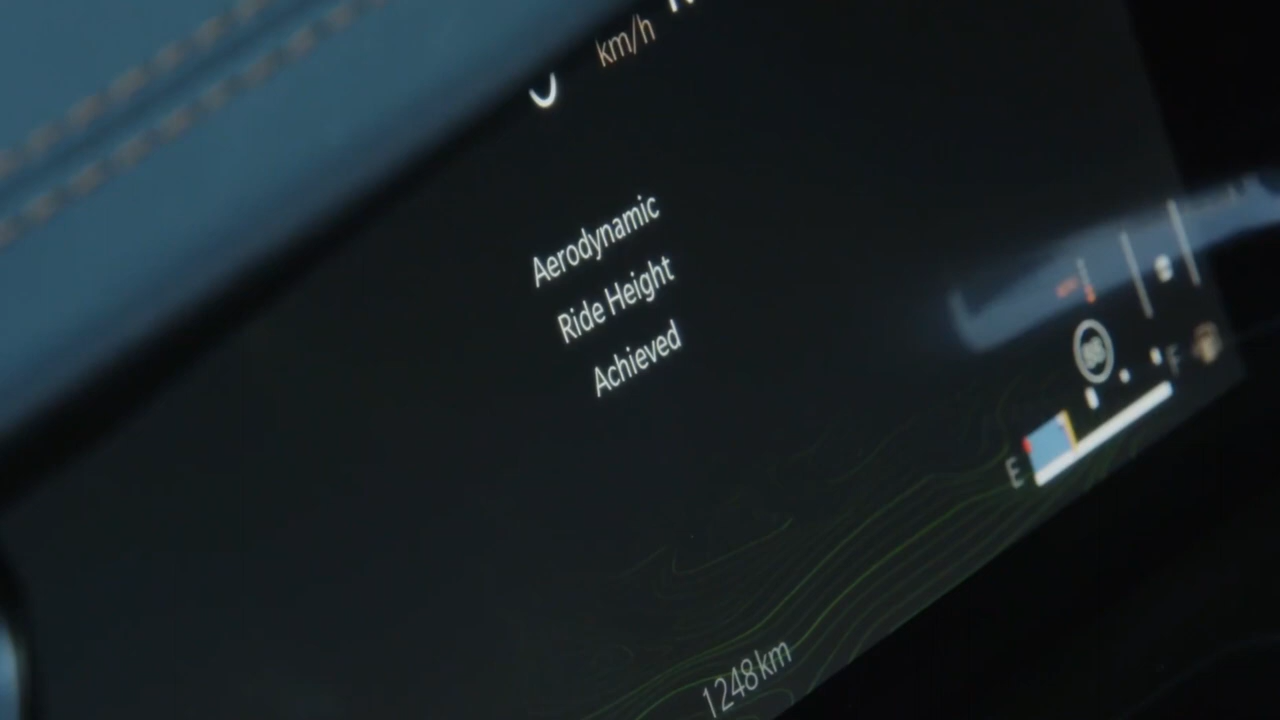 km/h
Aerodynamic
Ride Height
Achieved
E
F
1248 km